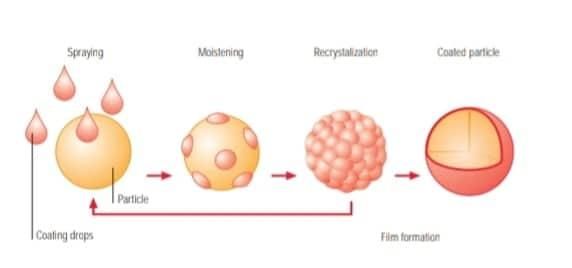 Spraying
Moistening
Recrystalization
Coated particle
Particle
Coating drops
Film formation